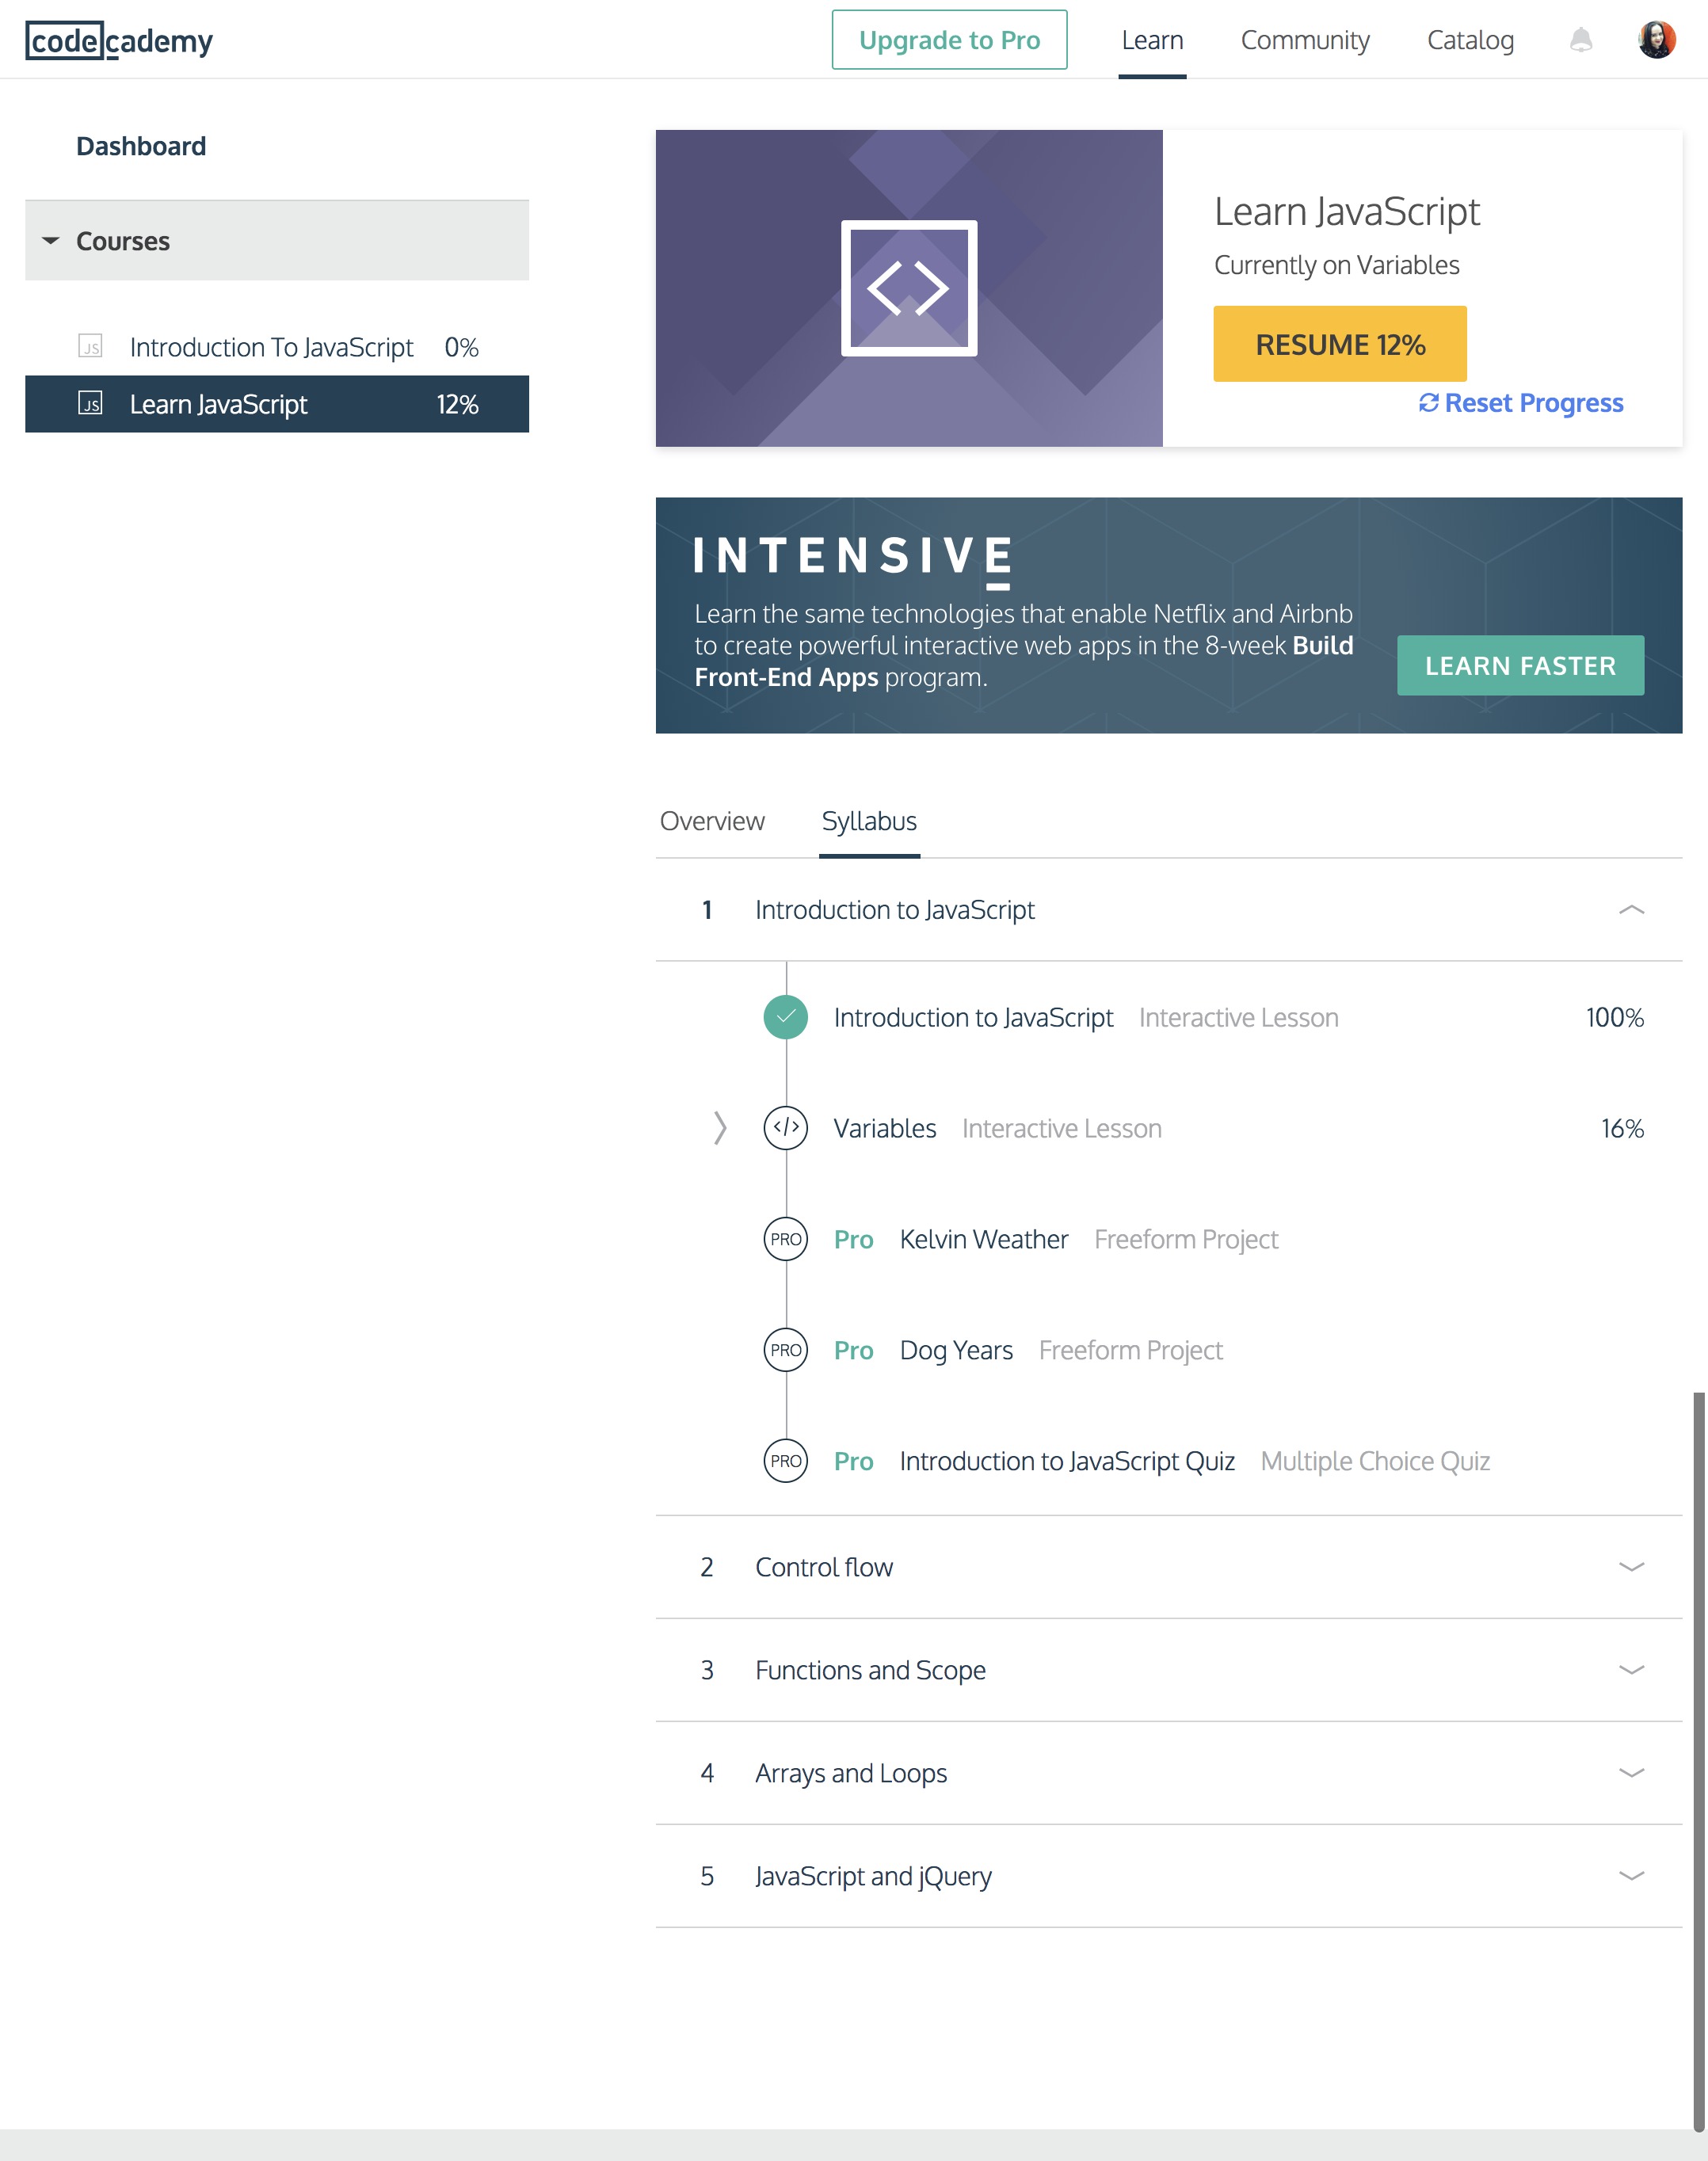 codecademy
Upgrade to Pro
Learn
Community
Catalog
Dashboard
Courses
JS Introduction To JavaScript 0%
JS Learn JavaScript 12%
Learn JavaScript
Currently on Variables
RESUME 12%
Reset Progress
INTENSIVE
Learn the same technologies that enable Netflix and Airbnb
to create powerful interactive web apps in the 8-week Build
Front-End Apps program.
LEARN FASTER
Overview
Syllabus
1 Introduction to JavaScript
Introduction to JavaScript Interactive Lesson 100%
</> Variables Interactive Lesson 16%
PRO Pro Kelvin Weather Freeform Project
PRO Pro Dog Years Freeform Project
PRO Pro Introduction to JavaScript Quiz Multiple Choice Quiz
2 Control flow
3 Functions and Scope
4 Arrays and Loops
5 JavaScript and jQuery